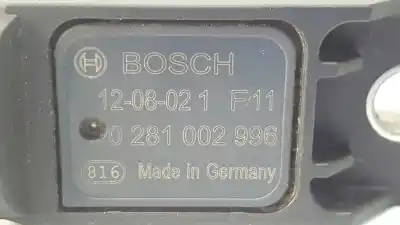 BOSCH
12-08-02 1 F11
0 281 002 996
816 Made in Germany